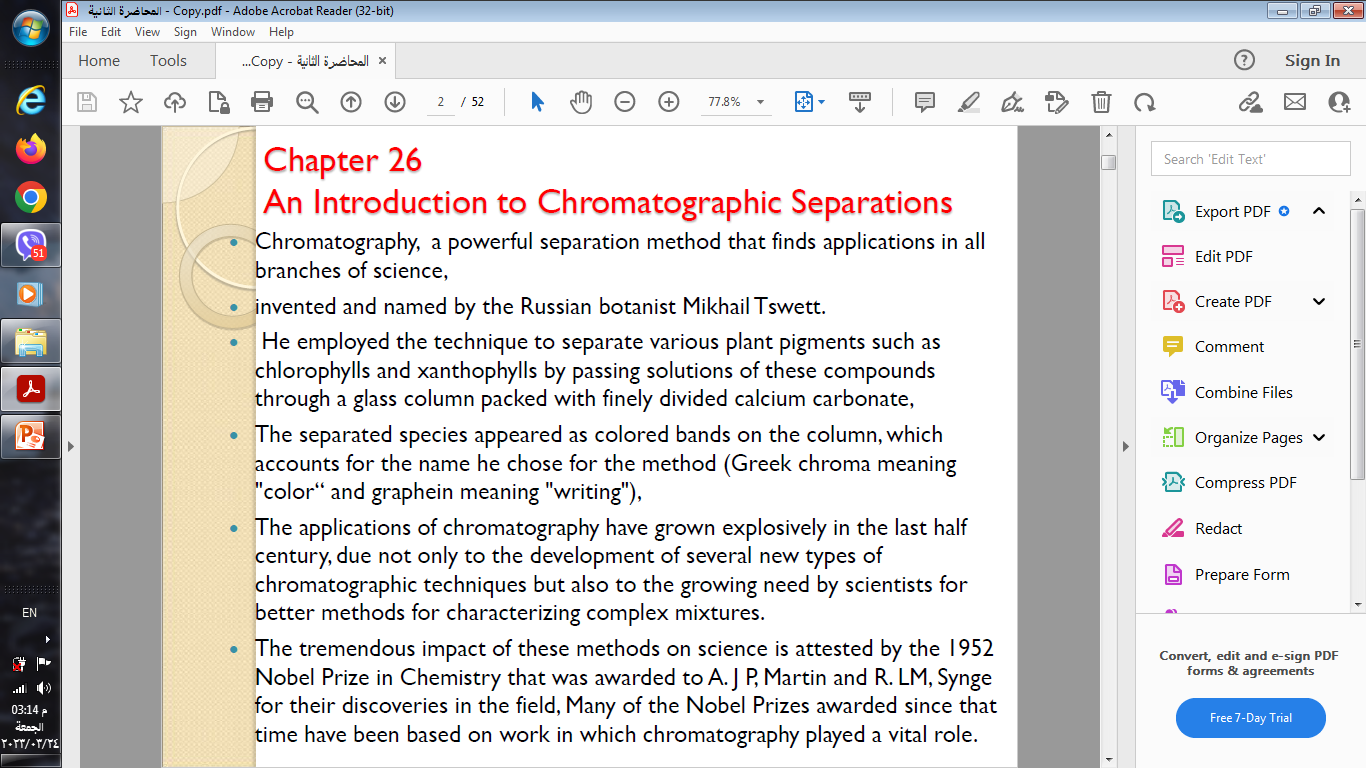 المحاضرة الثانية - Copy.pdf - Adobe Acrobat Reader (32-bit)
File Edit View Sign Window Help
Home Tools ...Copy - المحاضرة الثانية × ? Sign In
2 / 52 77.8%
Chapter 26
An Introduction to Chromatographic Separations
• Chromatography, a powerful separation method that finds applications in all
branches of science,
• invented and named by the Russian botanist Mikhail Tswett.
• He employed the technique to separate various plant pigments such as
chlorophylls and xanthophylls by passing solutions of these compounds
through a glass column packed with finely divided calcium carbonate,
• The separated species appeared as colored bands on the column, which
accounts for the name he chose for the method (Greek chroma meaning
"color“ and graphein meaning "writing"),
• The applications of chromatography have grown explosively in the last half
century, due not only to the development of several new types of
chromatographic techniques but also to the growing need by scientists for
better methods for characterizing complex mixtures.
• The tremendous impact of these methods on science is attested by the 1952
Nobel Prize in Chemistry that was awarded to A. J P, Martin and R. LM, Synge
for their discoveries in the field, Many of the Nobel Prizes awarded since that
time have been based on work in which chromatography played a vital role.
Search 'Edit Text'
Export PDF
Edit PDF
Create PDF
Comment
Combine Files
Organize Pages
Compress PDF
Redact
Prepare Form
Convert, edit and e-sign PDF
forms & agreements
Free 7-Day Trial
51
EN
03:14 م
الجمعة
٢٠٢٣/٠٣/٢٤